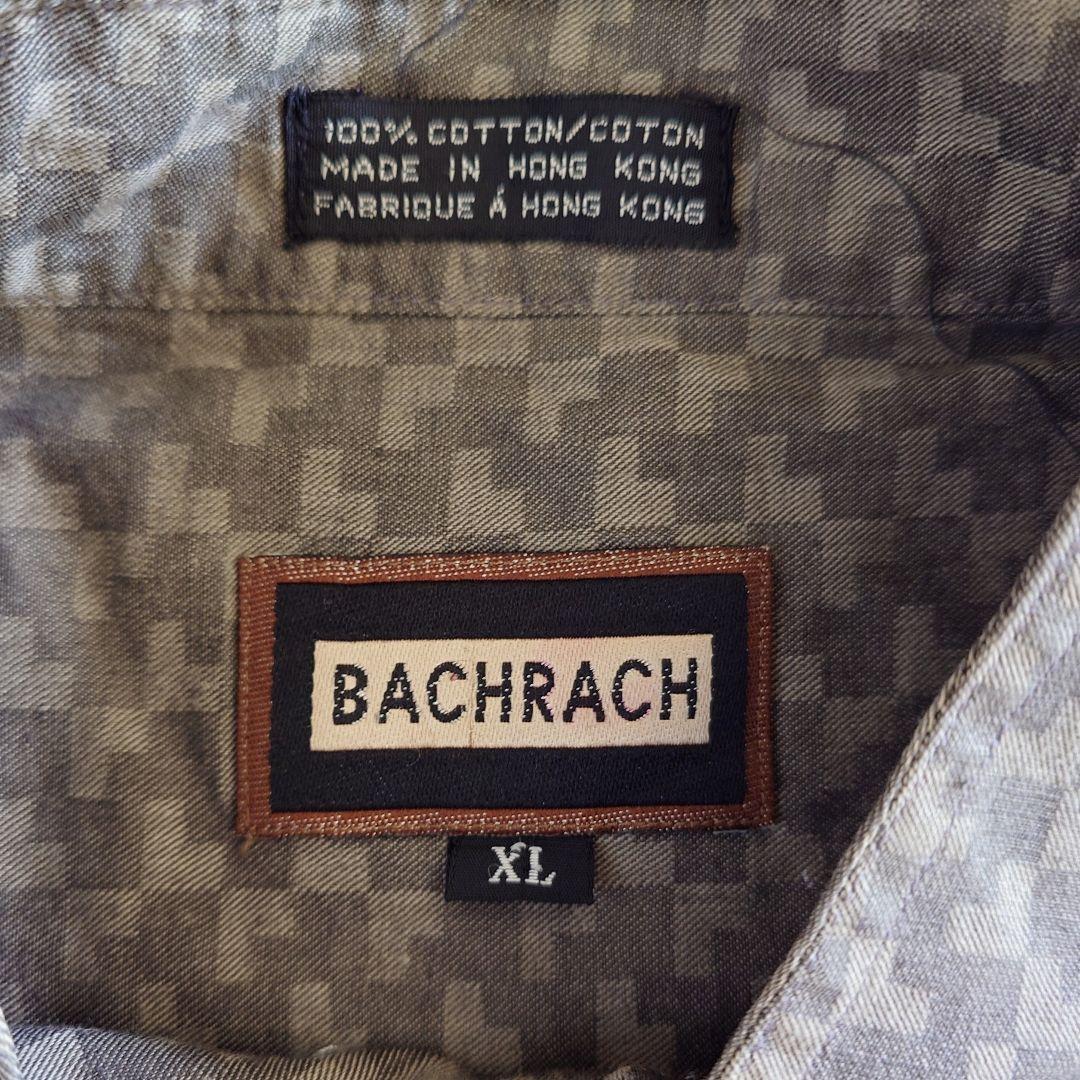 100% COTTON/COTON
MADE IN HONG KONG
FABRIQUE Á HONG KONG
BACHRACH
XL